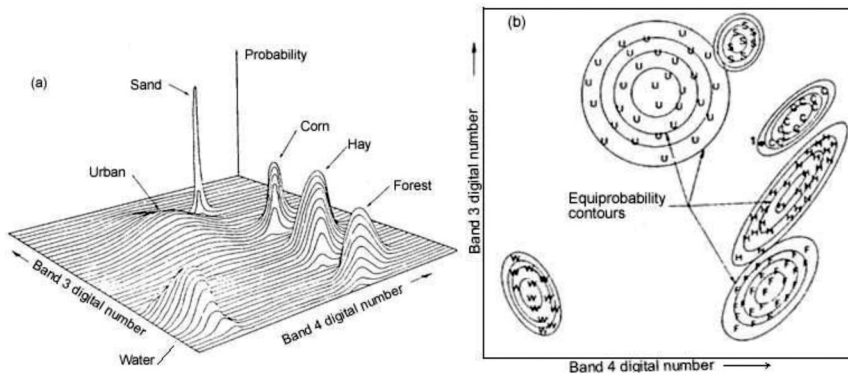 (a)
Probability
Sand
Corn
Hay
Urban
Forest
Band 3 digital number
Band 4 digital number
Water
(b)
Equiprobability
contours
Band 3 digital number
Band 4 digital number